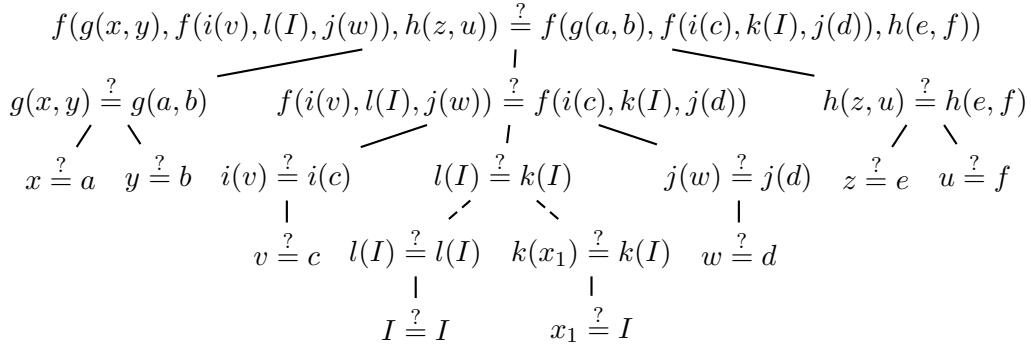 f(g(x, y), f(i(v), l(I), j(w)), h(z, u)) ≟ f(g(a, b), f(i(c), k(I), j(d)), h(e, f))
g(x, y) ≟ g(a, b) f(i(v), l(I), j(w)) ≟ f(i(c), k(I), j(d)) h(z, u) ≟ h(e, f)
x ≟ a y ≟ b i(v) ≟ i(c) l(I) ≟ k(I) j(w) ≟ j(d) z ≟ e u ≟ f
v ≟ c l(I) ≟ l(I) k(x₁) ≟ k(I) w ≟ d
I ≟ I x₁ ≟ I